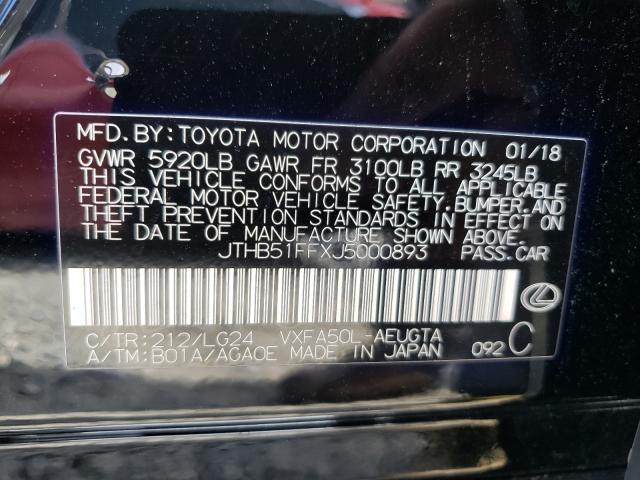 MFD.BY:TOYOTA MOTOR CORPORATION 01/18
GVWR 5920LB GAWR FR 3100LB RR 3245LB
THIS VEHICLE CONFORMS TO ALL APPLICABLE
FEDERAL MOTOR VEHICLE SAFETY,BUMPER,AND
THEFT PREVENTION STANDARDS IN EFFECT ON
THE DATE OF MANUFACTURE SHOWN ABOVE.
JTHB51FFXJ5000893 PASS.CAR
C/TR:212/LG24 VXFA50L-AEUGTA
A/TM:B01A/AGA0E MADE IN JAPAN 092 C